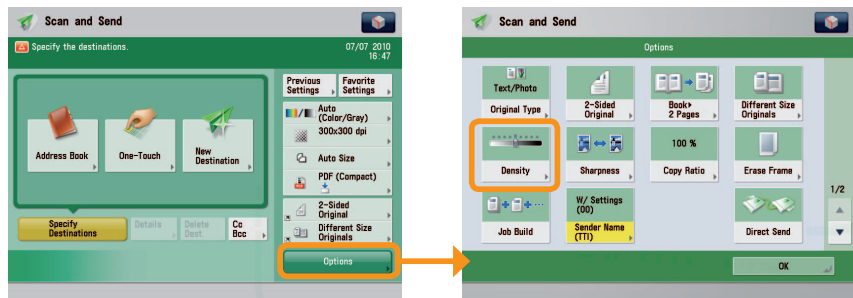 Scan and Send
Specify the destinations.
07/07 2010
16:47
Address Book
One-Touch
New
Destination
Specify
Destinations
Details
Delete
Dest.
Cc
Bcc
Previous
Settings
Favorite
Settings
Auto
(Color/Gray)
300x300 dpi
Auto Size
PDF (Compact)
2-Sided
Original
Different Size
Originals
Options
Scan and Send
Options
Text/Photo
Original Type
2-Sided
Original
Book▸
2 Pages
Different Size
Originals
Density
Sharpness
100 %
Copy Ratio
Erase Frame
Job Build
W/ Settings
(00)
Sender Name
(TTI)
Direct Send
1/2
OK